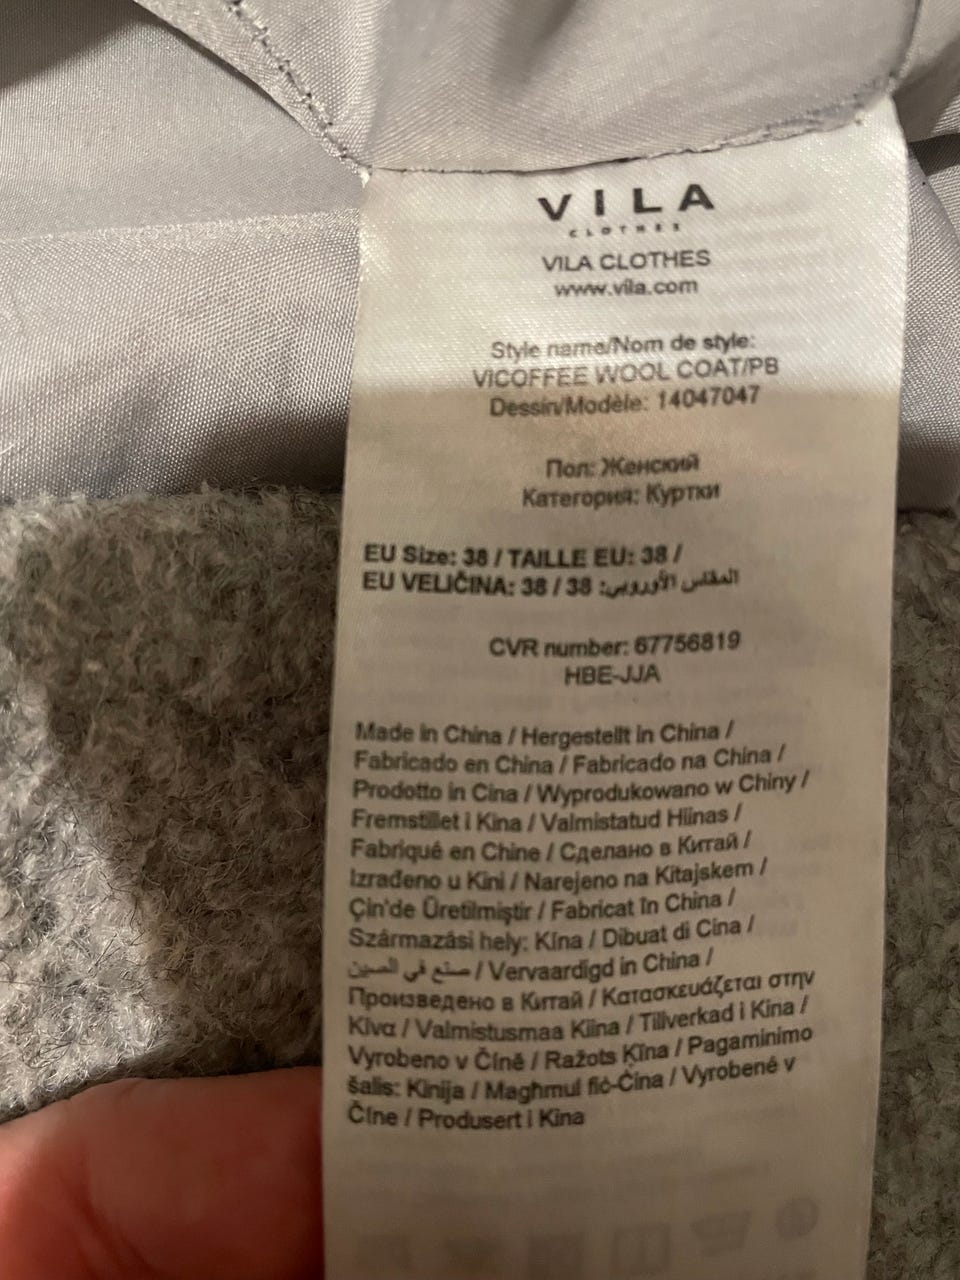 VILA
CLOTHES
VILA CLOTHES
www.vila.com
Style name/Nom de style:
VICOFFEE WOOL COAT/PB
Dessin/Modèle: 14047047
Пол: Женский
Категория: Куртки
EU Size: 38 / TAILLE EU: 38 /
EU VELIČINA: 38 / 38 :المقاس الأوروبي
CVR number: 67756819
HBE-JJA
Made in China / Hergestellt in China /
Fabricado en China / Fabricado na China /
Prodotto in Cina / Wyprodukowano w Chiny /
Fremstillet i Kina / Valmistatud Hiinas /
Fabriqué en Chine / Сделано в Китай /
Izrađeno u Kini / Narejeno na Kitajskem /
Çin'de Üretilmiştir / Fabricat în China /
Származási hely: Kína / Dibuat di Cina /
صنع في الصين / Vervaardigd in China /
Произведено в Китай / Κατασκευάζεται στην
Κίνα / Valmistusmaa Kiina / Tillverkad i Kina /
Vyrobeno v Číně / Ražots Ķīna / Pagaminimo
šalis: Kinija / Magħmul fiċ-Ċina / Vyrobené v
Číne / Produsert i Kina